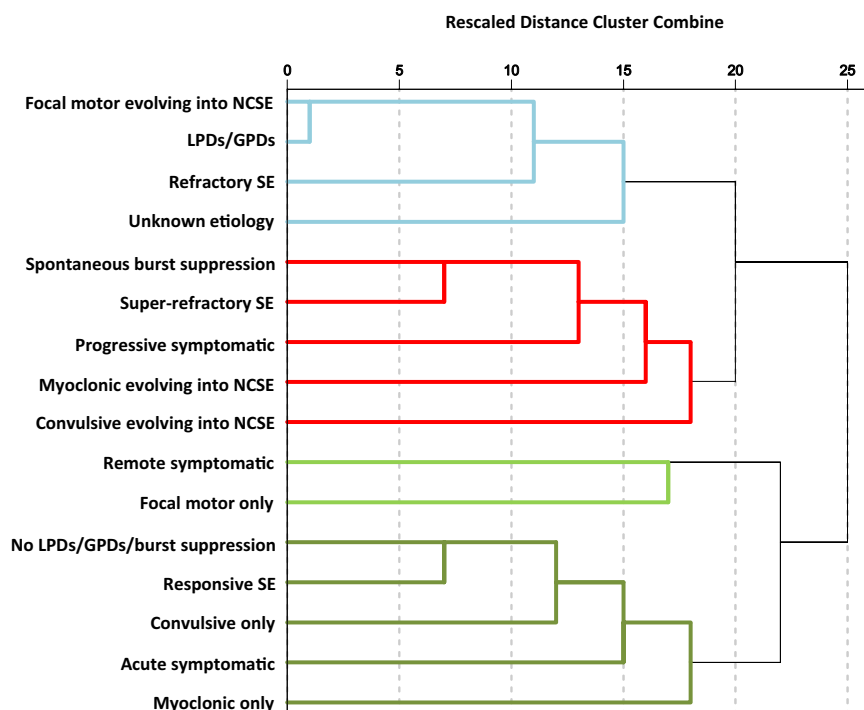 Rescaled Distance Cluster Combine
0 5 10 15 20 25
Focal motor evolving into NCSE
LPDs/GPDs
Refractory SE
Unknown etiology
Spontaneous burst suppression
Super-refractory SE
Progressive symptomatic
Myoclonic evolving into NCSE
Convulsive evolving into NCSE
Remote symptomatic
Focal motor only
No LPDs/GPDs/burst suppression
Responsive SE
Convulsive only
Acute symptomatic
Myoclonic only